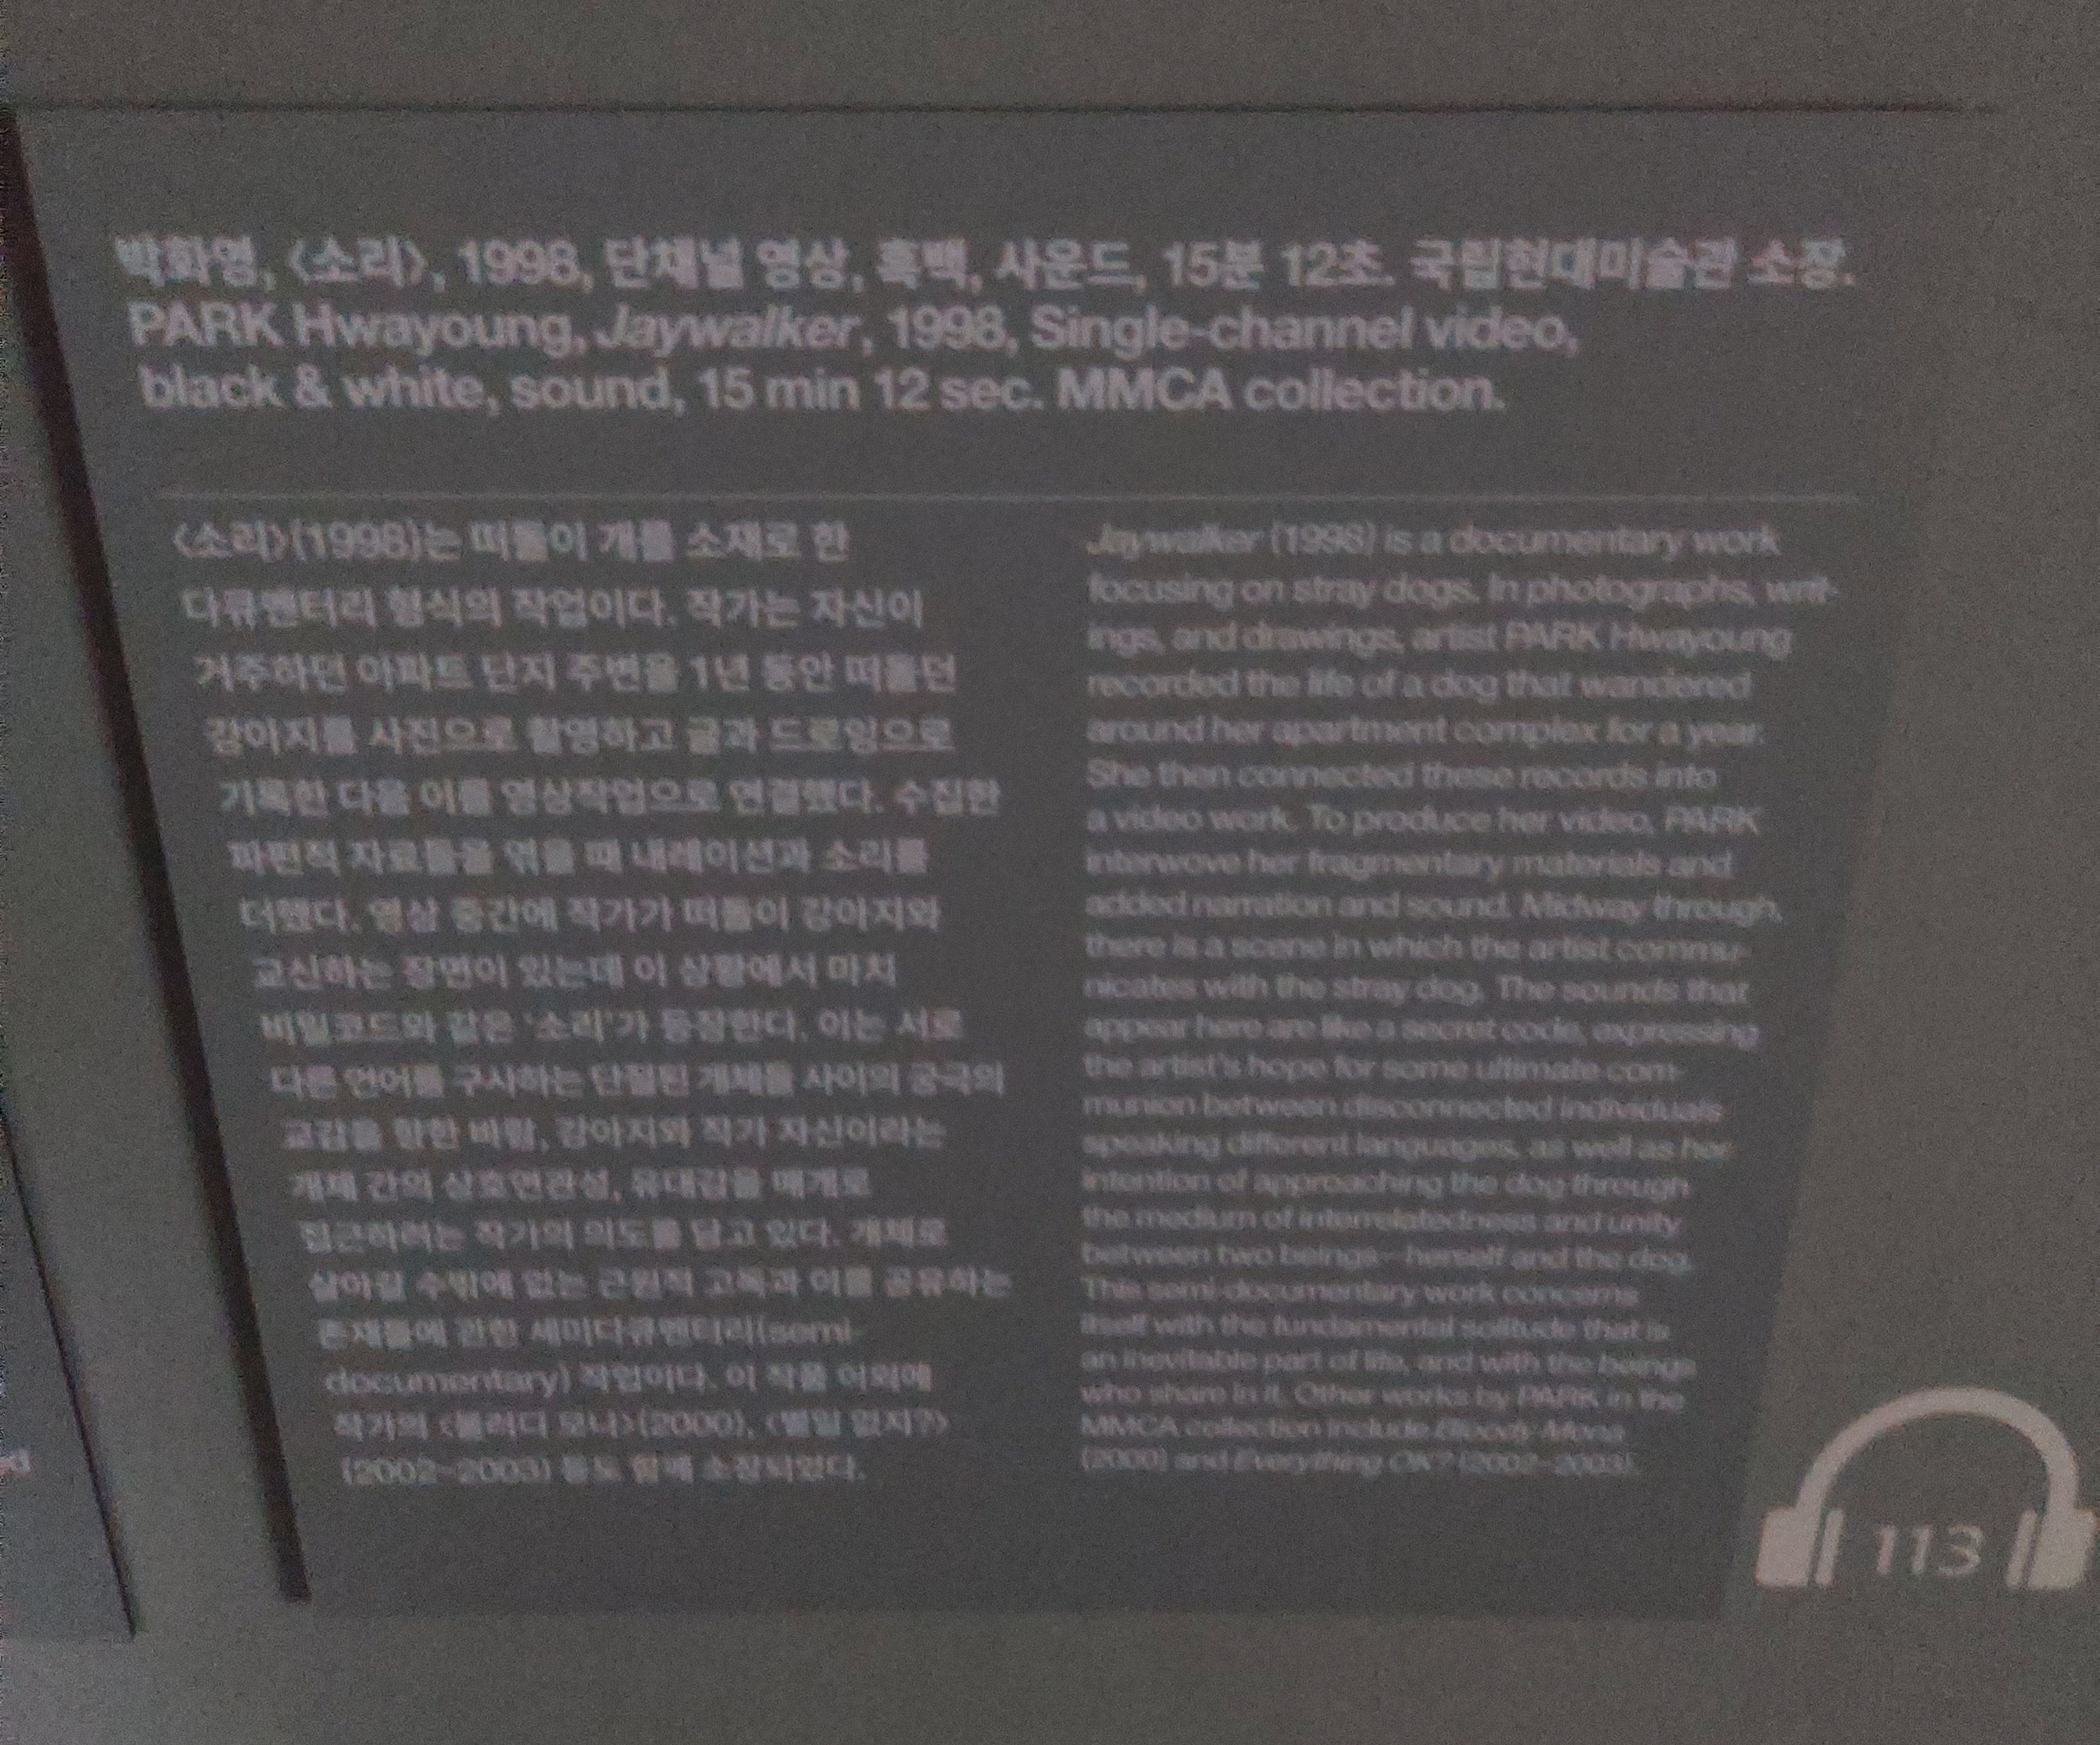 박화영, 〈소리〉, 1998, 단채널 영상, 흑백, 사운드, 15분 12초. 국립현대미술관 소장.
PARK Hwayoung, Jaywalker, 1998, Single-channel video,
black & white, sound, 15 min 12 sec. MMCA collection.
〈소리〉(1998)는 떠돌이 개를 소재로 한
다큐멘터리 형식의 작업이다. 작가는 자신이
거주하던 아파트 단지 주변을 1년 동안 떠돌던
강아지를 사진으로 촬영하고 글과 드로잉으로
기록한 다음 이를 영상작업으로 연결했다. 수집한
파편적 자료들을 엮을 때 내레이션과 소리를
더했다. 영상 중간에 작가가 떠돌이 강아지와
교신하는 장면이 있는데 이 상황에서 마치
비밀코드와 같은 ‘소리’가 등장한다. 이는 서로
다른 언어를 구사하는 단절된 개체들 사이의 궁극의
교감을 향한 바람, 강아지와 작가 자신이라는
개체 간의 상호연관성, 유대감을 매개로
접근하려는 작가의 의도를 담고 있다. 개체로
살아갈 수밖에 없는 근원적 고독과 이를 공유하는
존재들에 관한 세미다큐멘터리(semi-
documentary) 작업이다. 이 작품 이외에
작가의 〈블러디 모나〉(2000), 〈별일 없지?〉
(2002–2003) 등도 함께 소장되었다.
Jaywalker (1998) is a documentary work
focusing on stray dogs. In photographs, writ-
ings, and drawings, artist PARK Hwayoung
recorded the life of a dog that wandered
around her apartment complex for a year.
She then connected these records into
a video work. To produce her video, PARK
interwove her fragmentary materials and
added narration and sound. Midway through,
there is a scene in which the artist commu-
nicates with the stray dog. The sounds that
appear here are like a secret code, expressing
the artist's hope for some ultimate com-
munion between disconnected individuals
speaking different languages, as well as her
intention of approaching the dog through
the medium of interrelatedness and unity
between two beings—herself and the dog.
This semi-documentary work concerns
itself with the fundamental solitude that is
an inevitable part of life, and with the beings
who share in it. Other works by PARK in the
MMCA collection include Bloody Mona
(2000) and Everything OK? (2002–2003).
113